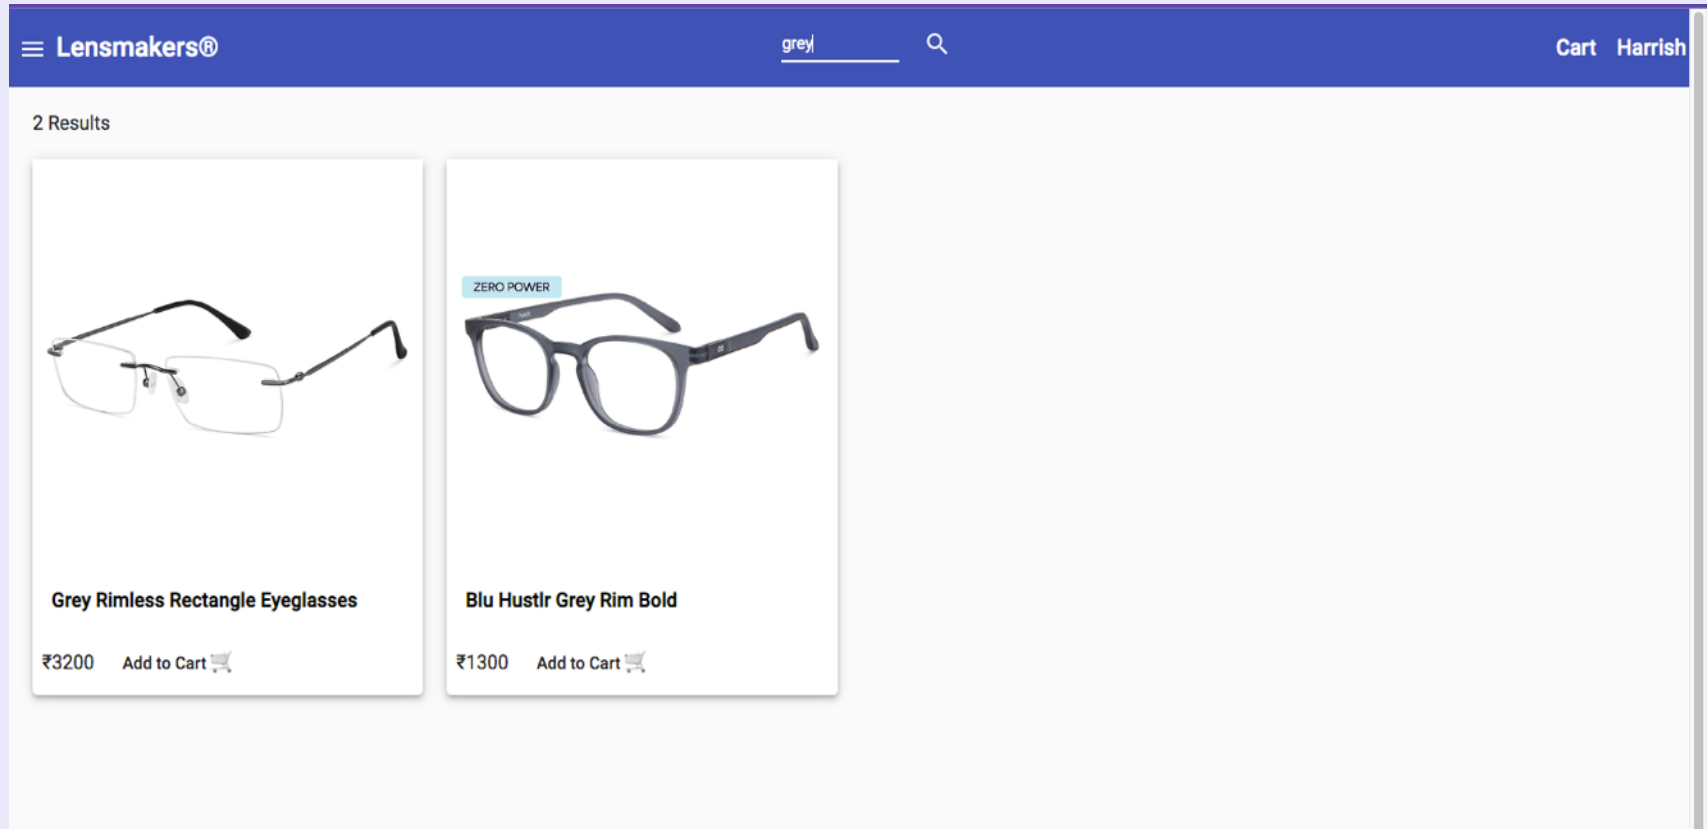 Lensmakers® grey Cart Harrish
2 Results
ZERO POWER
Grey Rimless Rectangle Eyeglasses
₹3200 Add to Cart
Blu Hustlr Grey Rim Bold
₹1300 Add to Cart